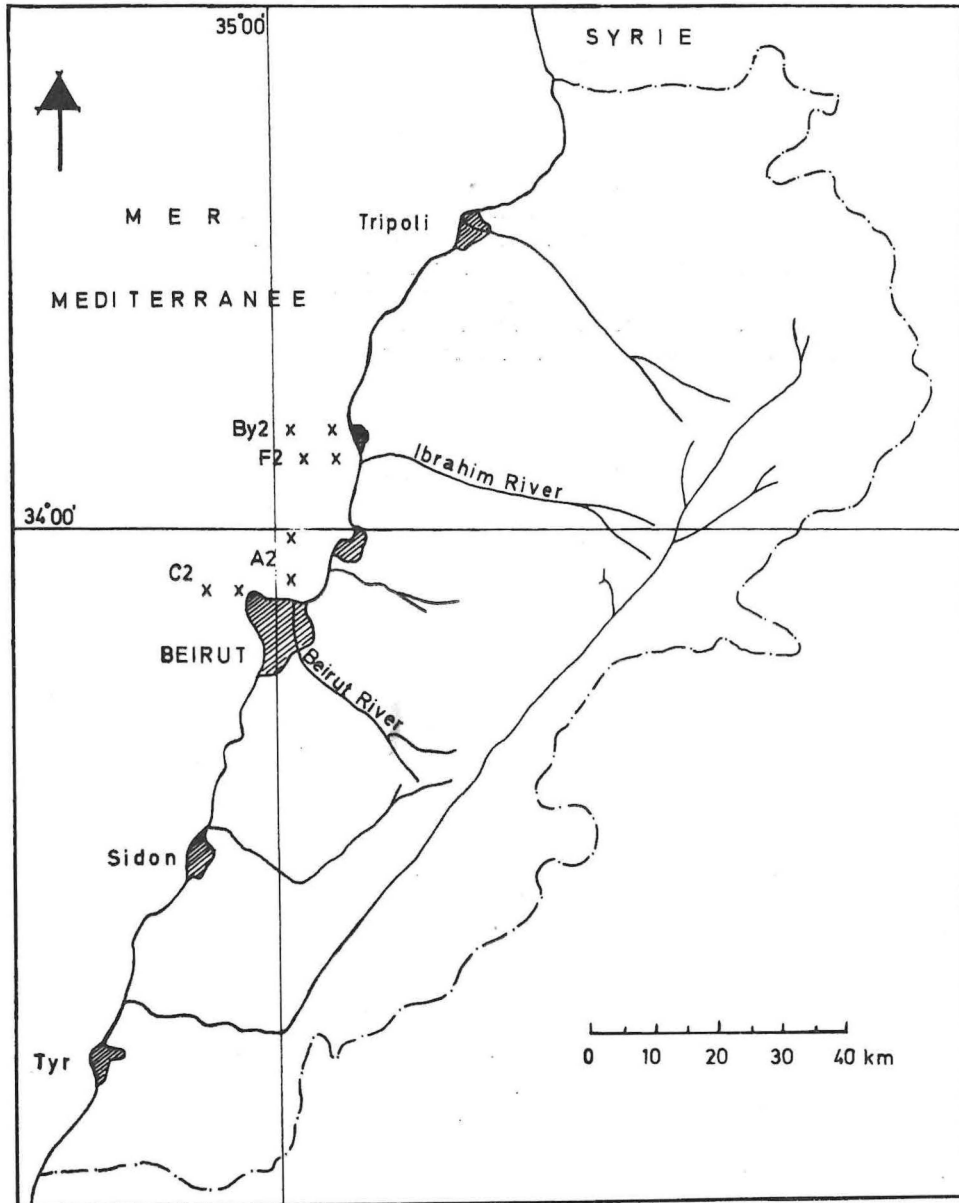 35°00'
SYRIE
MER
Tripoli
MEDITERRANEE
By2 x x
F2 x x
Ibrahim River
34°00'
x
A2
C2 x x x
BEIRUT
Beirut River
Sidon
Tyr
0 10 20 30 40 km